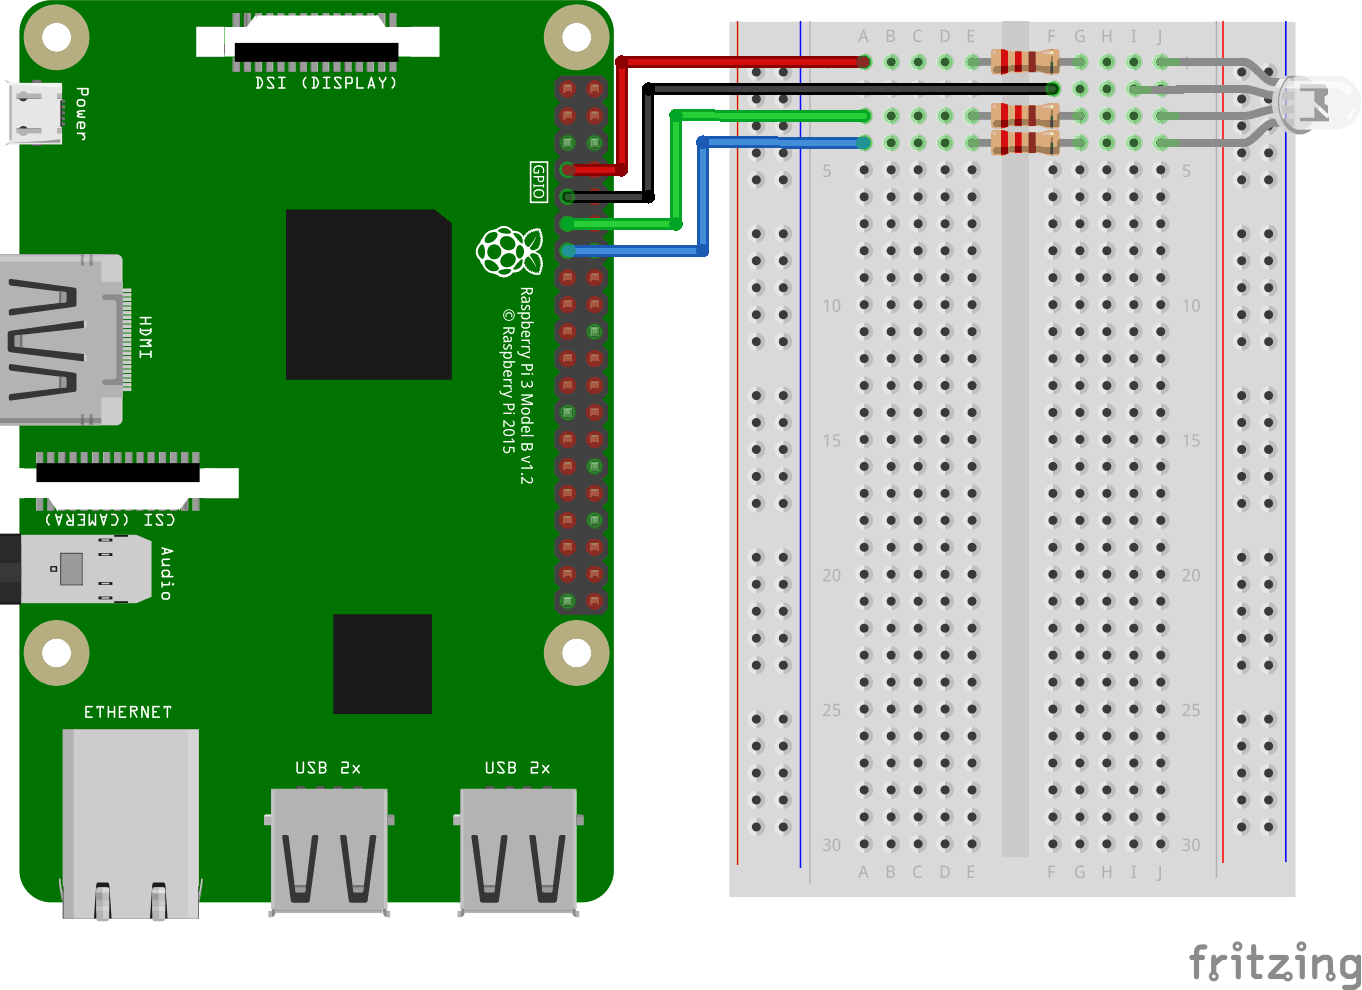 DSI (DISPLAY)
Power
GPIO
HDMI
Raspberry Pi 3 Model B v1.2
© Raspberry Pi 2015
CSI (CAMERA)
Audio
ETHERNET
USB 2x
USB 2x
A B C D E F G H I J
1
5 5
10 10
15 15
20 20
25 25
30 30
A B C D E F G H I J
fritzing